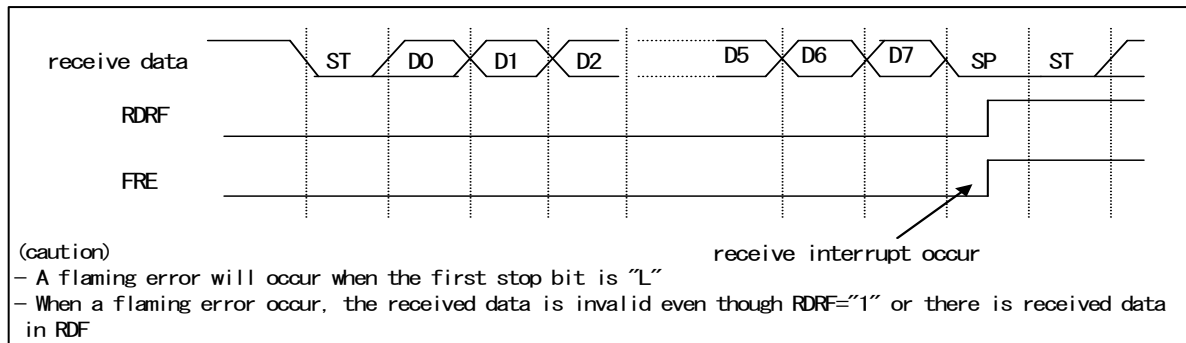 receive data ST D0 D1 D2 D5 D6 D7 SP ST
RDRF
FRE
receive interrupt occur
(caution)
- A flaming error will occur when the first stop bit is "L"
- When a flaming error occur, the received data is invalid even though RDRF="1" or there is received data
in RDF